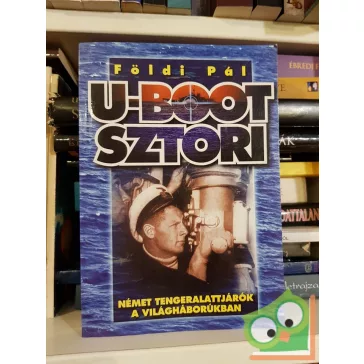 Földi Pál
U-BOOT
SZTORI
NÉMET TENGERALATTJÁRÓK
A VILÁGHÁBORÚKBAN